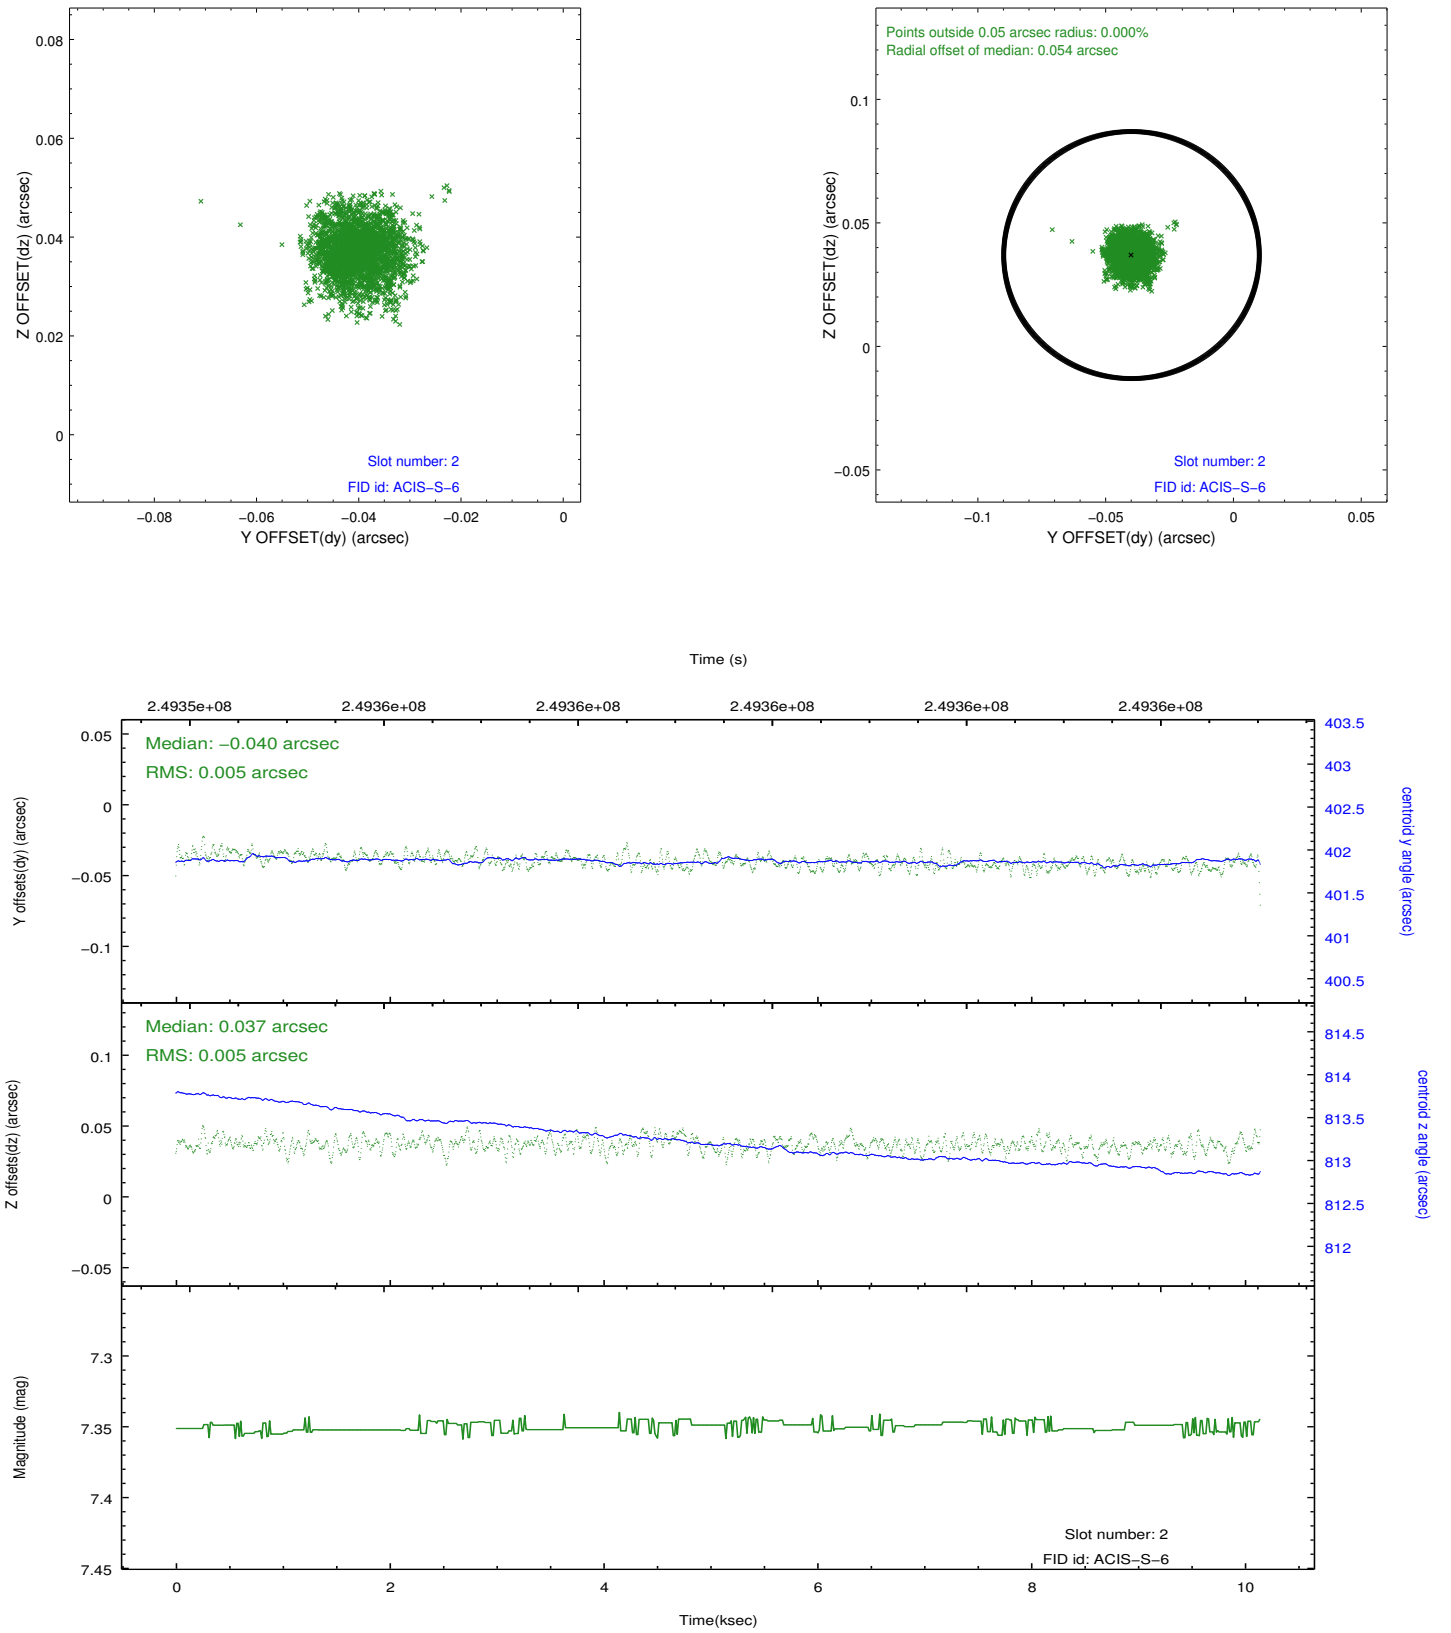 0.08
0.06
0.04
0.02
0
Z OFFSET(dz) (arcsec)
Slot number: 2
FID id: ACIS−S−6
−0.08
−0.06
−0.04
−0.02
0
Y OFFSET(dy) (arcsec)
Points outside 0.05 arcsec radius: 0.000%
Radial offset of median: 0.054 arcsec
0.1
0.05
0
−0.05
Z OFFSET(dz) (arcsec)
Slot number: 2
FID id: ACIS−S−6
−0.1
−0.05
0
0.05
Y OFFSET(dy) (arcsec)
Time (s)
2.4935e+08
2.4936e+08
2.4936e+08
2.4936e+08
2.4936e+08
2.4936e+08
Median: −0.040 arcsec
RMS: 0.005 arcsec
0.05
0
−0.05
−0.1
Y offsets(dy) (arcsec)
403.5
403
402.5
402
401.5
401
400.5
centroid y angle (arcsec)
Median: 0.037 arcsec
RMS: 0.005 arcsec
0.1
0.05
0
−0.05
Z offsets(dz) (arcsec)
814.5
814
813.5
813
812.5
812
centroid z angle (arcsec)
7.3
7.35
7.4
7.45
Magnitude (mag)
Slot number: 2
FID id: ACIS−S−6
0
2
4
6
8
10
Time(ksec)